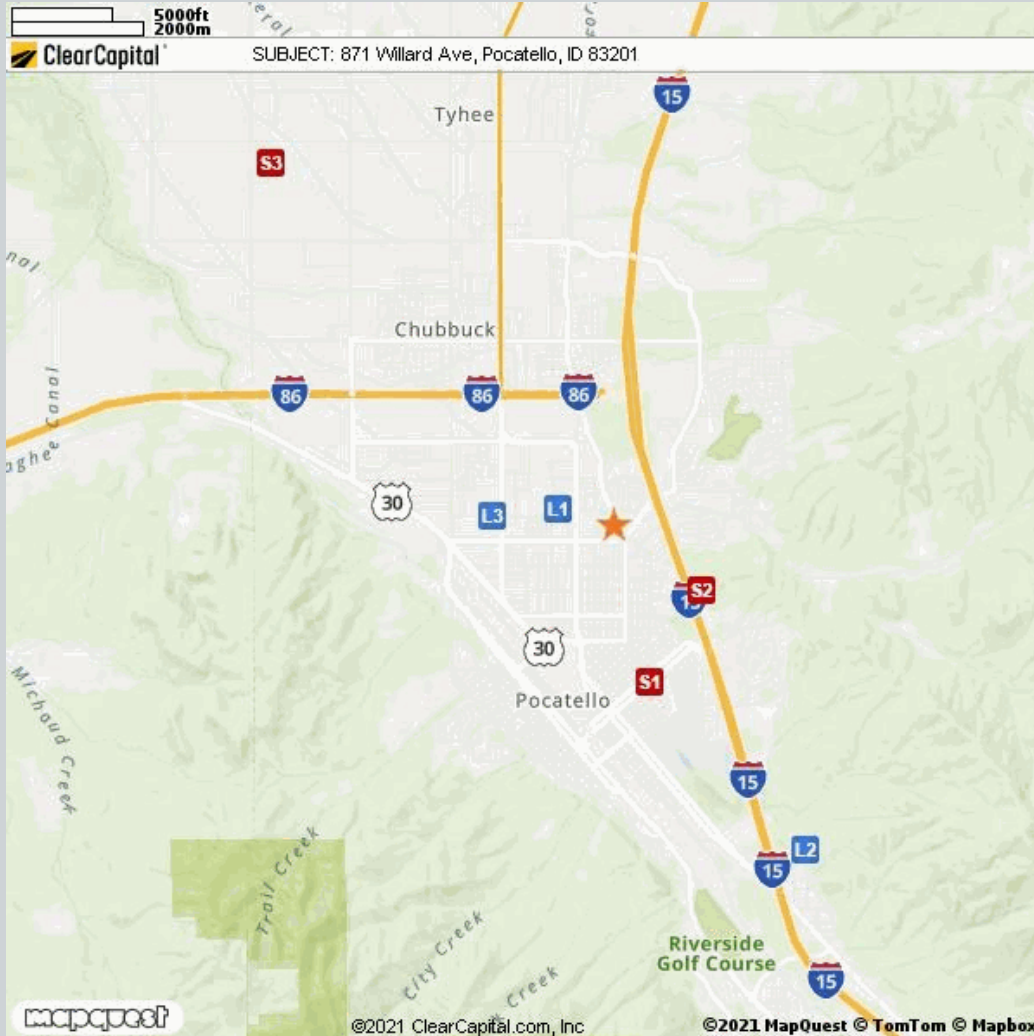 5000ft
2000m
ClearCapital
SUBJECT: 871 Willard Ave, Pocatello, ID 83201
15
Tyhee
S3
Chubbuck
86
86
86
Canal
30
L3
L1
S2
30
S1
Pocatello
Michaud Creek
15
L2
15
Trail Creek
City Creek
Creek
Riverside
Golf Course
15
mapquest
©2021 ClearCapital.com, Inc
©2021 MapQuest © TomTom © Mapbox